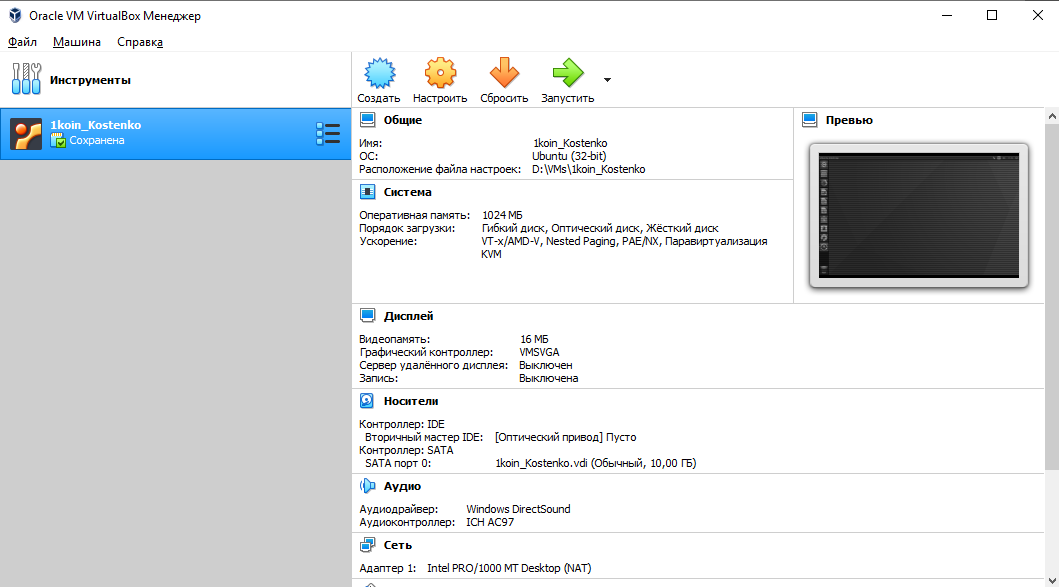 Oracle VM VirtualBox Менеджер
Файл Машина Справка
Инструменты
Создать Настроить Сбросить Запустить
1koin_Kostenko
Сохранена
Общие
Имя: 1koin_Kostenko
ОС: Ubuntu (32-bit)
Расположение файла настроек: D:\VMs\1koin_Kostenko
Превью
Система
Оперативная память: 1024 МБ
Порядок загрузки: Гибкий диск, Оптический диск, Жёсткий диск
Ускорение: VT-x/AMD-V, Nested Paging, PAE/NX, Паравиртуализация
KVM
Дисплей
Видеопамять: 16 МБ
Графический контроллер: VMSVGA
Сервер удалённого дисплея: Выключен
Запись: Выключена
Носители
Контроллер: IDE
Вторичный мастер IDE: [Оптический привод] Пусто
Контроллер: SATA
SATA порт 0: 1koin_Kostenko.vdi (Обычный, 10,00 ГБ)
Аудио
Аудиодрайвер: Windows DirectSound
Аудиоконтроллер: ICH AC97
Сеть
Адаптер 1: Intel PRO/1000 MT Desktop (NAT)